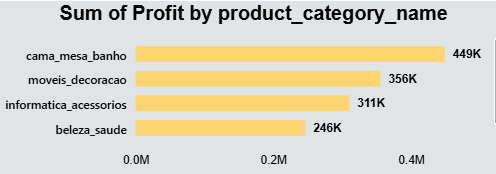 Sum of Profit by product_category_name
cama_mesa_banho 449K
moveis_decoracao 356K
informatica_acessorios 311K
beleza_saude 246K
0.0M 0.2M 0.4M